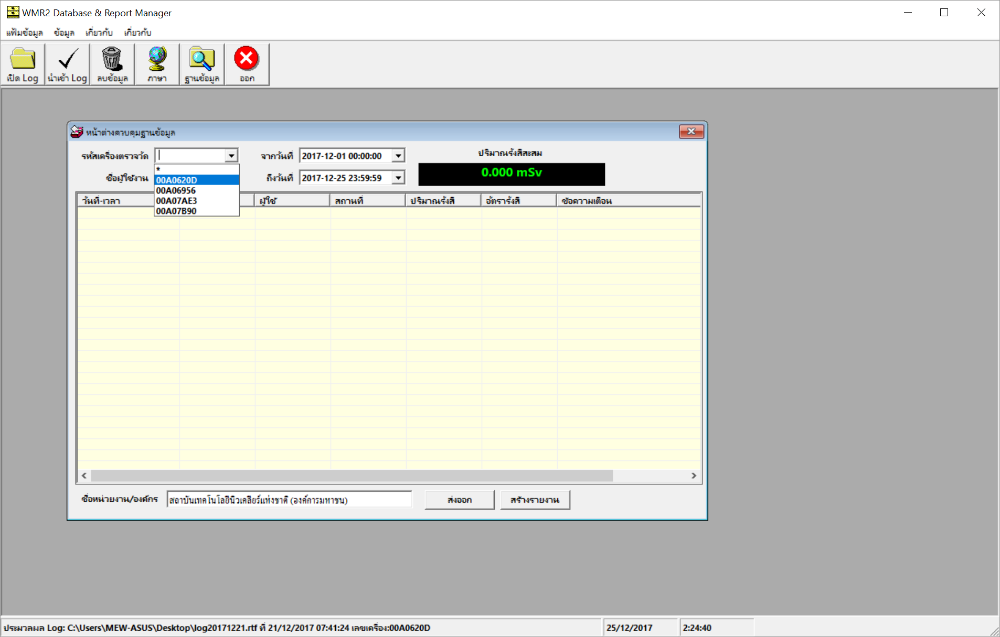 WMR2 Database & Report Manager
แฟ้มข้อมูล ข้อมูล เกี่ยวกับ เกี่ยวกับ
เปิด Log นำเข้า Log ลบข้อมูล ภาษา ฐานข้อมูล ออก
หน้าต่างควบคุมฐานข้อมูล
รหัสเครื่องตรวจวัด จากวันที่ 2017-12-01 00:00:00 ปริมาณรังสีสะสม
* 
ชื่อผู้ใช้งาน 00A0620D ถึงวันที่ 2017-12-25 23:59:59 0.000 mSv
00A06956
00A07AE3
00A07B90
วันที่-เวลา ผู้ใช้ สถานที่ ปริมาณรังสี อัตรารังสี ข้อความเตือน
ชื่อหน่วยงาน/องค์กร สถาบันเทคโนโลยีนิวเคลียร์แห่งชาติ (องค์การมหาชน) ส่งออก สร้างรายงาน
ประมวลผล Log: C:\Users\MEW-ASUS\Desktop\log20171221.rtf ที่ 21/12/2017 07:41:24 เลขเครื่อง:00A0620D 25/12/2017 2:24:40